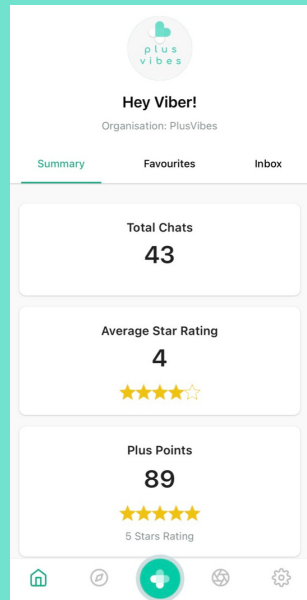 plus
vibes
Hey Viber!
Organisation: PlusVibes
Summary Favourites Inbox
Total Chats
43
Average Star Rating
4
Plus Points
89
5 Stars Rating